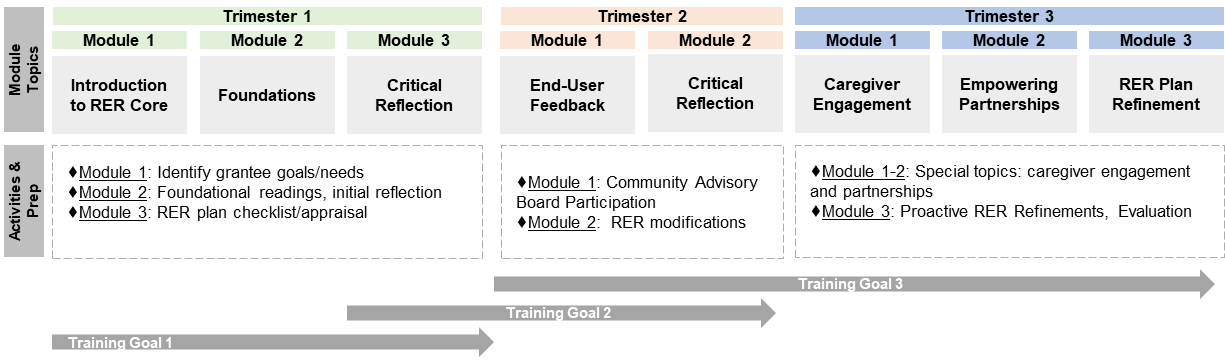 Module Topics
Trimester 1
Trimester 2
Trimester 3
Module 1
Module 2
Module 3
Module 1
Module 2
Module 1
Module 2
Module 3
Introduction
to RER Core
Foundations
Critical
Reflection
End-User
Feedback
Critical
Reflection
Caregiver
Engagement
Empowering
Partnerships
RER Plan
Refinement
Activities &
Prep
♦Module 1: Identify grantee goals/needs
♦Module 2: Foundational readings, initial reflection
♦Module 3: RER plan checklist/appraisal
♦Module 1: Community Advisory
Board Participation
♦Module 2: RER modifications
♦Module 1-2: Special topics: caregiver engagement
and partnerships
♦Module 3: Proactive RER Refinements, Evaluation
Training Goal 3
Training Goal 2
Training Goal 1